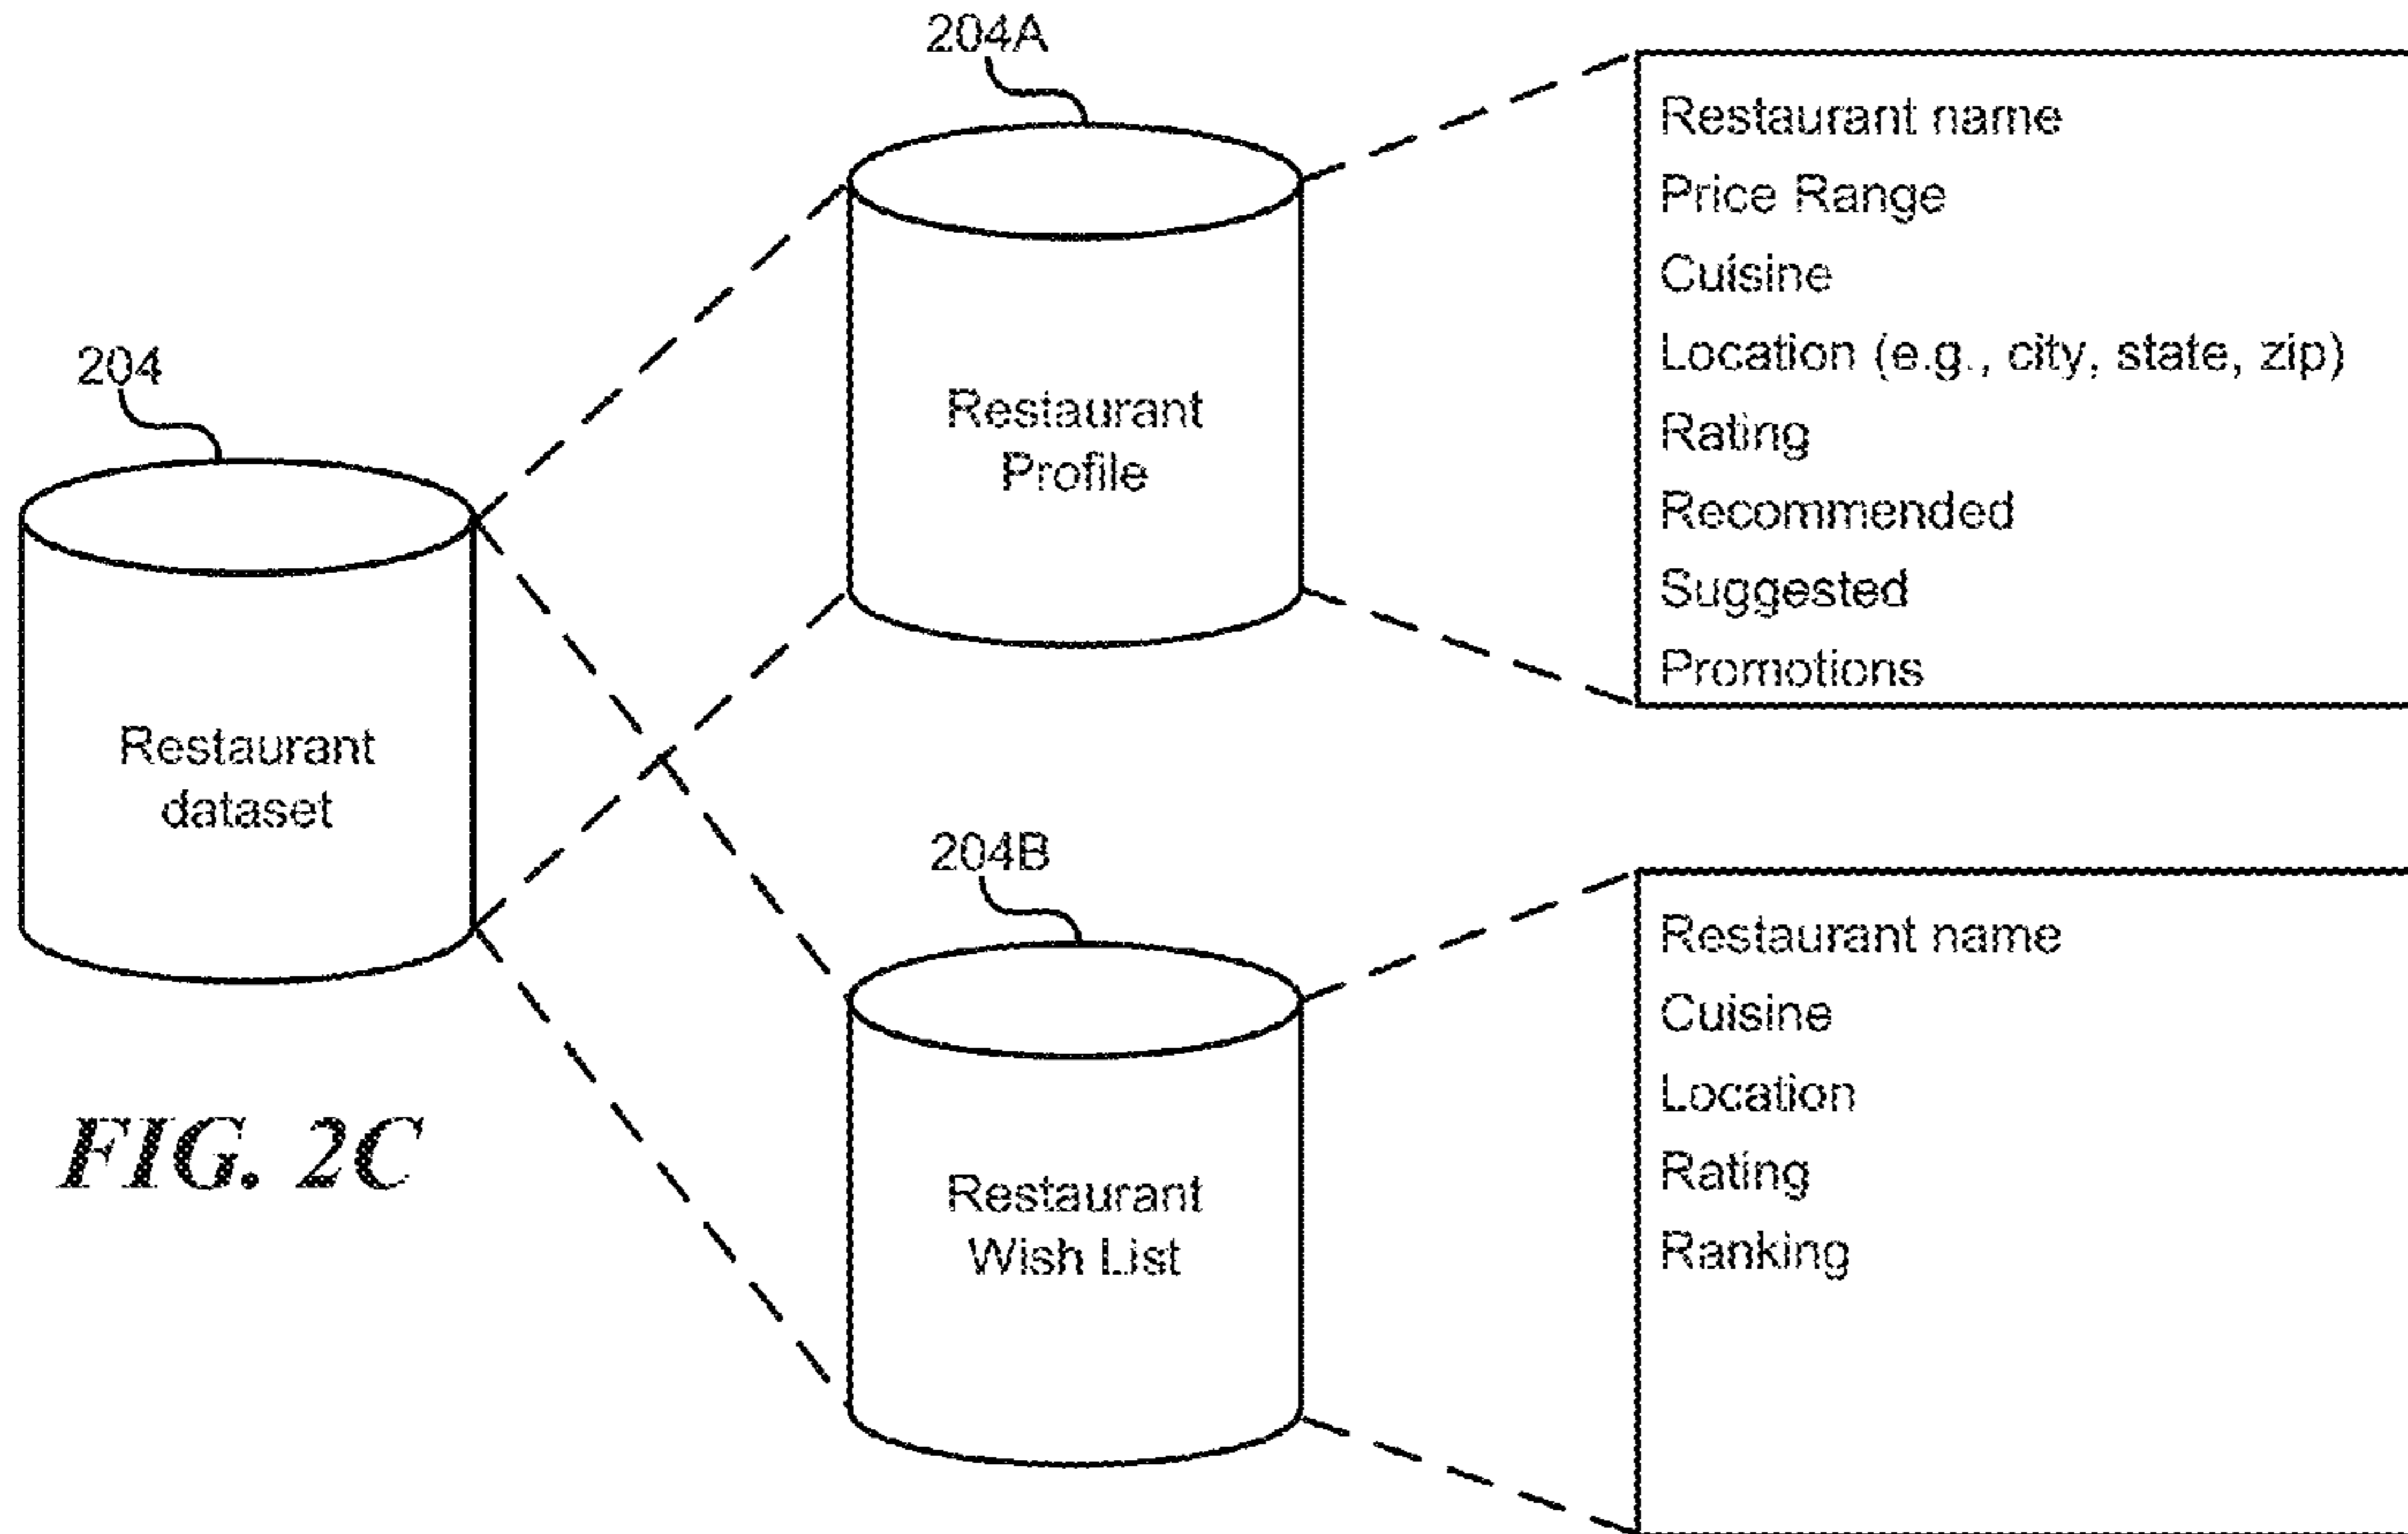 204A
Restaurant name
Price Range
Cuisine
Location (e.g., city, state, zip)
Rating
Recommended
Suggested
Promotions
Restaurant
Profile
204
Restaurant
dataset
204B
Restaurant name
Cuisine
Location
Rating
Ranking
Restaurant
Wish List
FIG. 2C